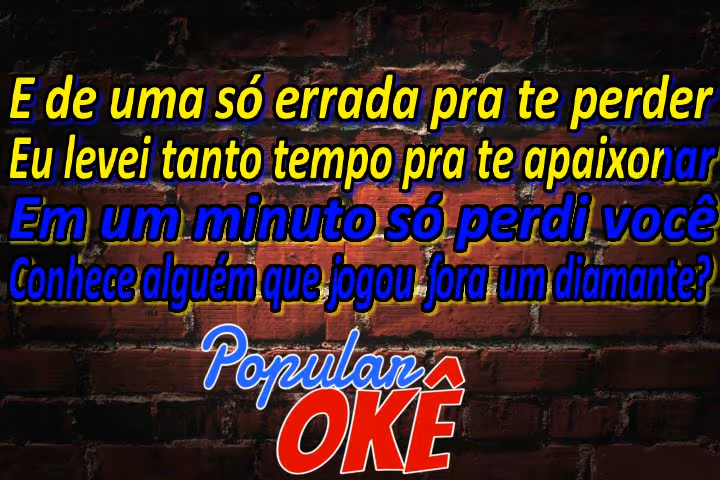 E de uma só errada pra te perder
Eu levei tanto tempo pra te apaixonar
Em um minuto só perdi você
Conhece alguém que jogou fora um diamante?
Popular
OKÊ